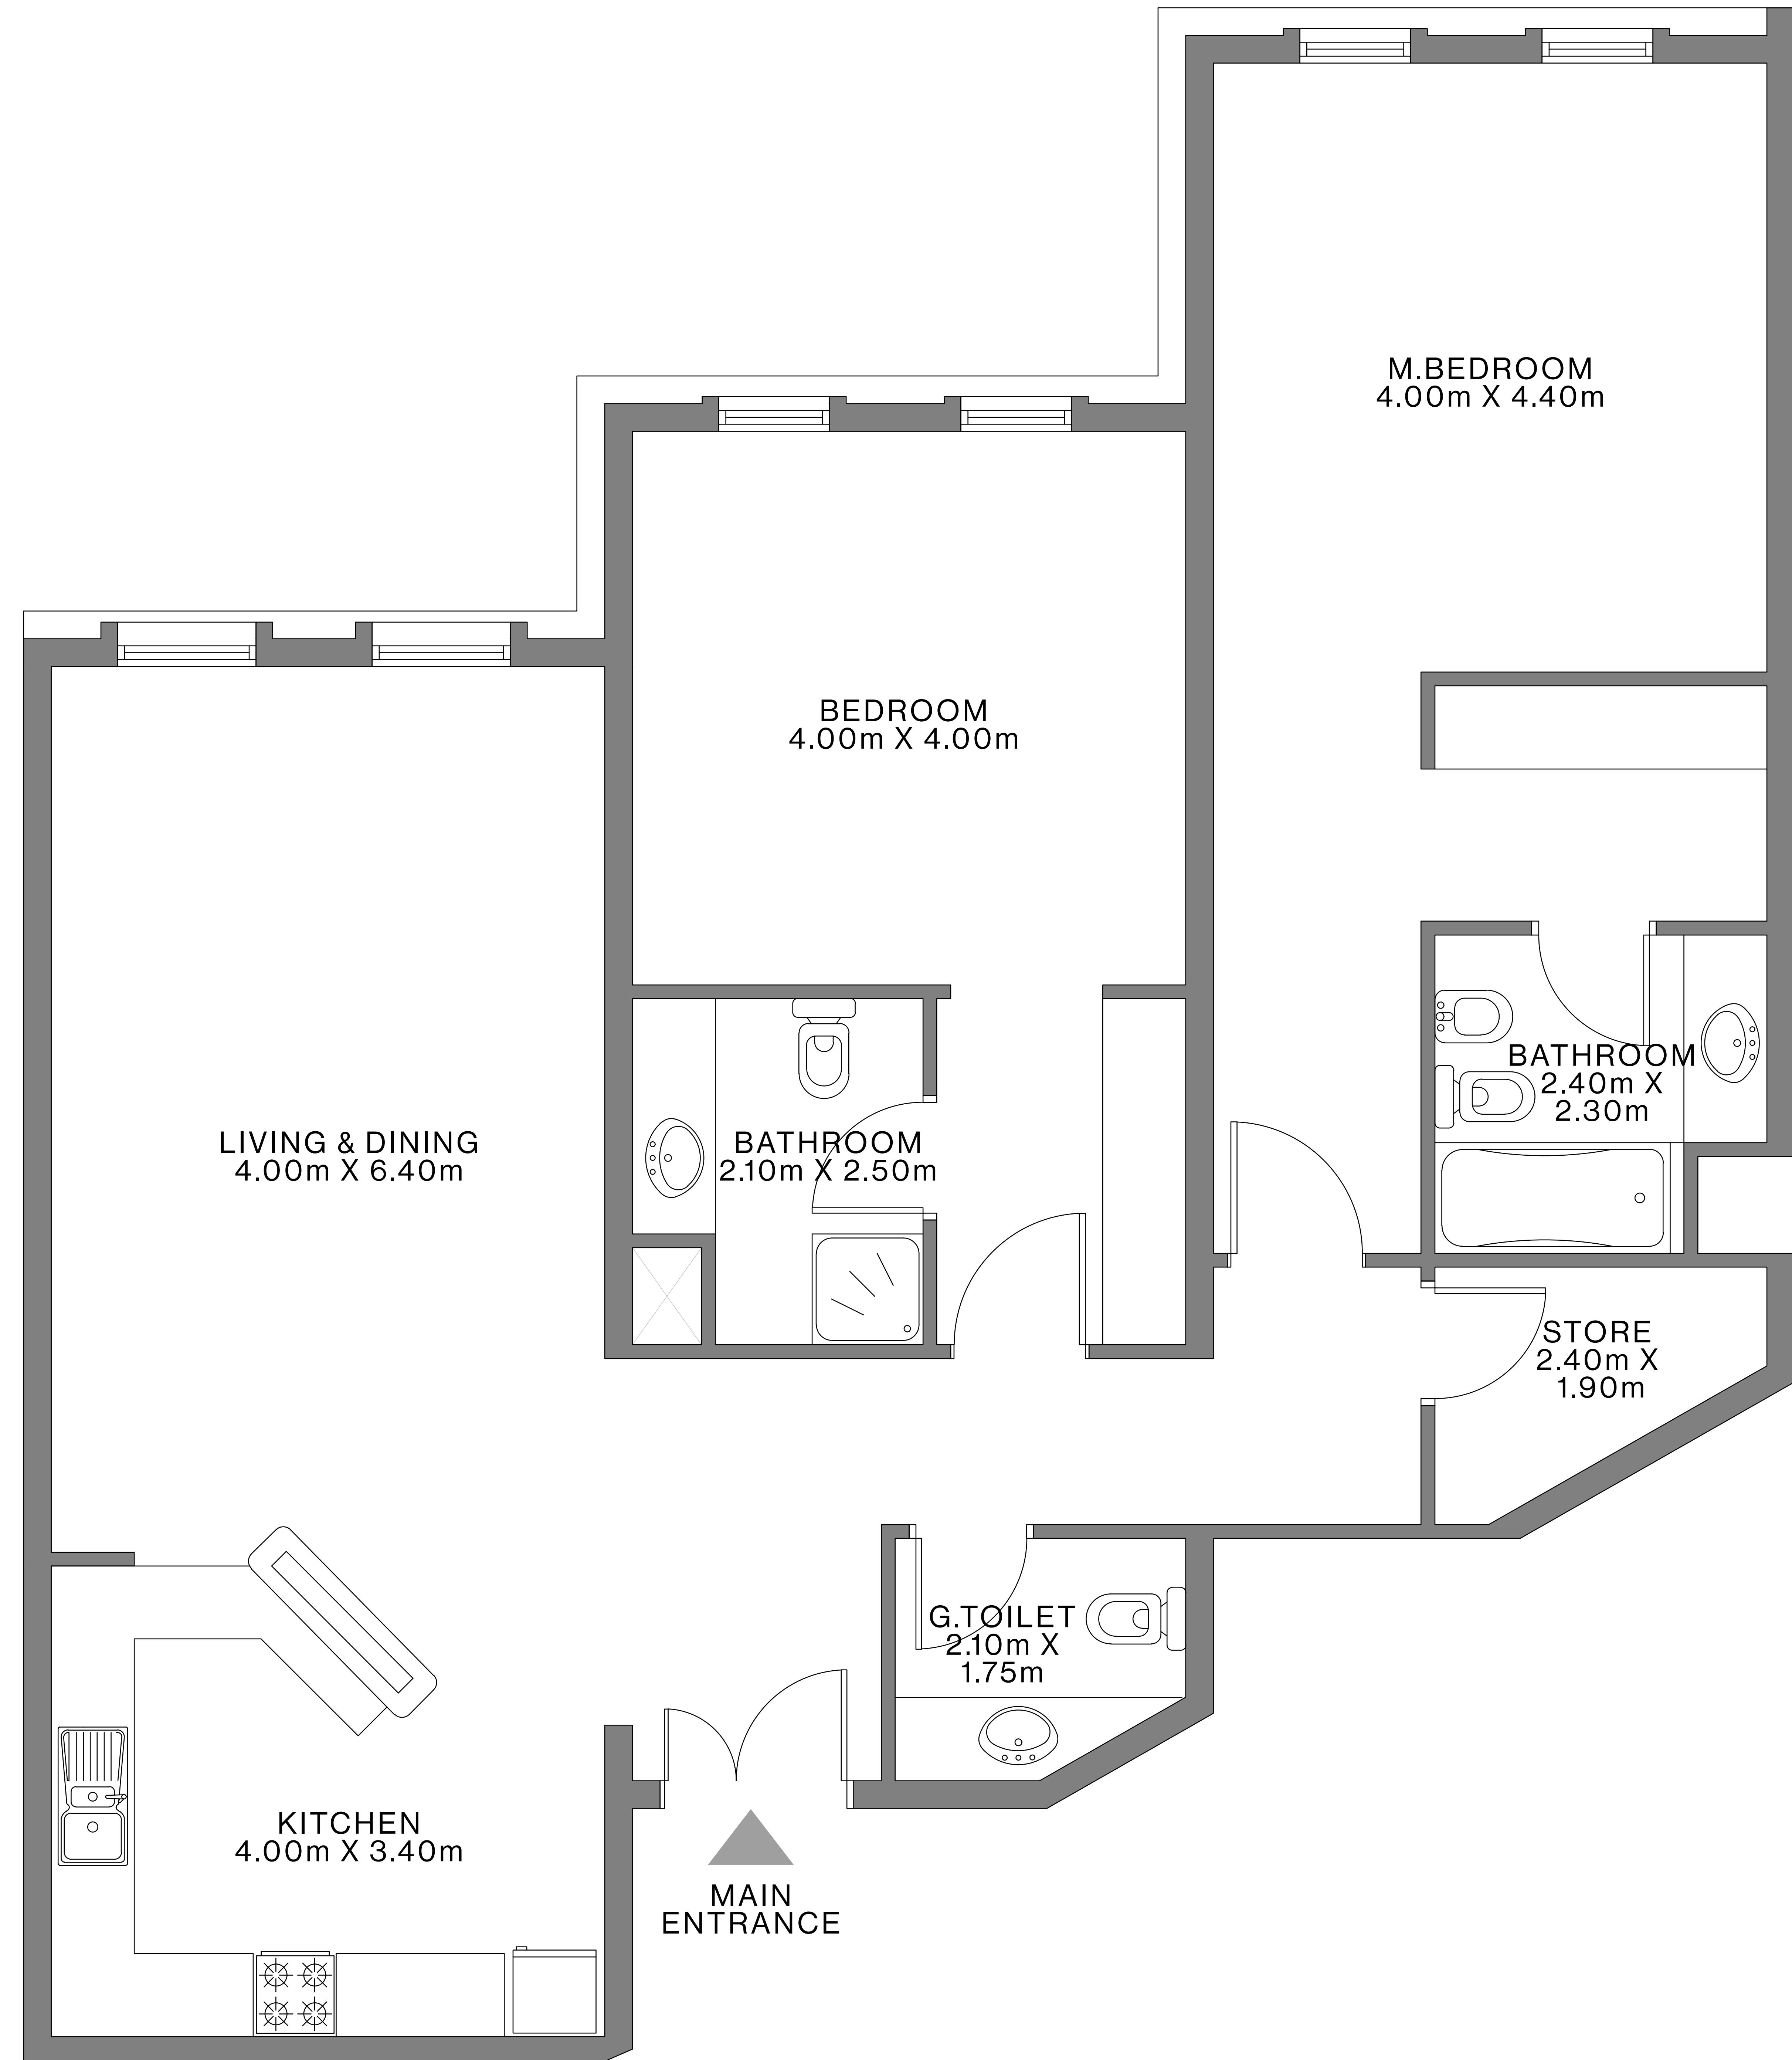 M.BEDROOM
4.00m X 4.40m
BEDROOM
4.00m X 4.00m
LIVING & DINING
4.00m X 6.40m
BATHROOM
2.10m X 2.50m
BATHROOM
2.40m X
2.30m
STORE
2.40m X
1.90m
G.TOILET
2.10m X
1.75m
KITCHEN
4.00m X 3.40m
MAIN
ENTRANCE